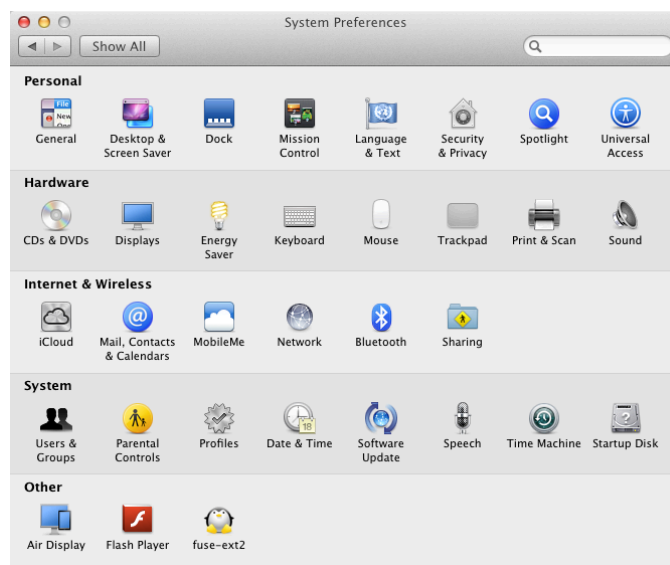 System Preferences
Show All
Personal
General
Desktop &
Screen Saver
Dock
Mission
Control
Language
& Text
Security
& Privacy
Spotlight
Universal
Access
Hardware
CDs & DVDs
Displays
Energy
Saver
Keyboard
Mouse
Trackpad
Print & Scan
Sound
Internet & Wireless
iCloud
Mail, Contacts
& Calendars
MobileMe
Network
Bluetooth
Sharing
System
Users &
Groups
Parental
Controls
Profiles
18
Date & Time
Software
Update
Speech
Time Machine
?
Startup Disk
Other
Air Display
Flash Player
fuse-ext2